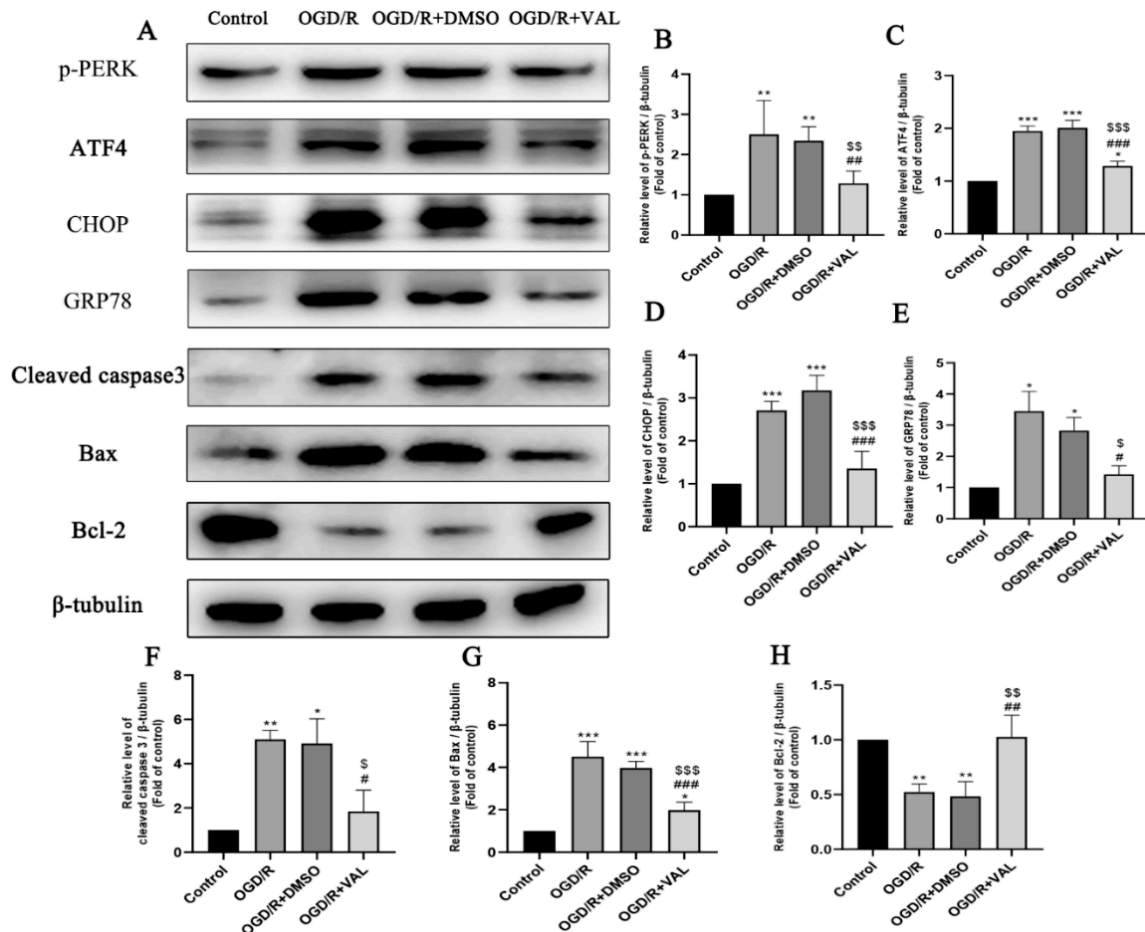 A
Control OGD/R OGD/R+DMSO OGD/R+VAL
p-PERK
ATF4
CHOP
GRP78
Cleaved caspase3
Bax
Bcl-2
β-tubulin
B
Relative level of p-PERK / β-tubulin
(Fold of control)
4
3
2
1
0
**
**
$$
##
Control
OGD/R
OGD/R+DMSO
OGD/R+VAL
C
Relative level of ATF4 / β-tubulin
(Fold of control)
3
2
1
0
***
***
$$$
###
*
Control
OGD/R
OGD/R+DMSO
OGD/R+VAL
D
Relative level of CHOP / β-tubulin
(Fold of control)
4
3
2
1
0
***
***
$$$
###
Control
OGD/R
OGD/R+DMSO
OGD/R+VAL
E
Relative level of GRP78 / β-tubulin
(Fold of control)
5
4
3
2
1
0
*
*
$
#
Control
OGD/R
OGD/R+DMSO
OGD/R+VAL
F
Relative level of
cleaved caspase 3 / β-tubulin
(Fold of control)
8
6
4
2
0
**
*
$
#
Control
OGD/R
OGD/R+DMSO
OGD/R+VAL
G
Relative level of Bax / β-tubulin
(Fold of control)
8
6
4
2
0
***
***
$$$
###
*
Control
OGD/R
OGD/R+DMSO
OGD/R+VAL
H
Relative level of Bcl-2 / β-tubulin
(Fold of control)
1.5
1.0
0.5
0.0
**
**
$$
##
Control
OGD/R
OGD/R+DMSO
OGD/R+VAL